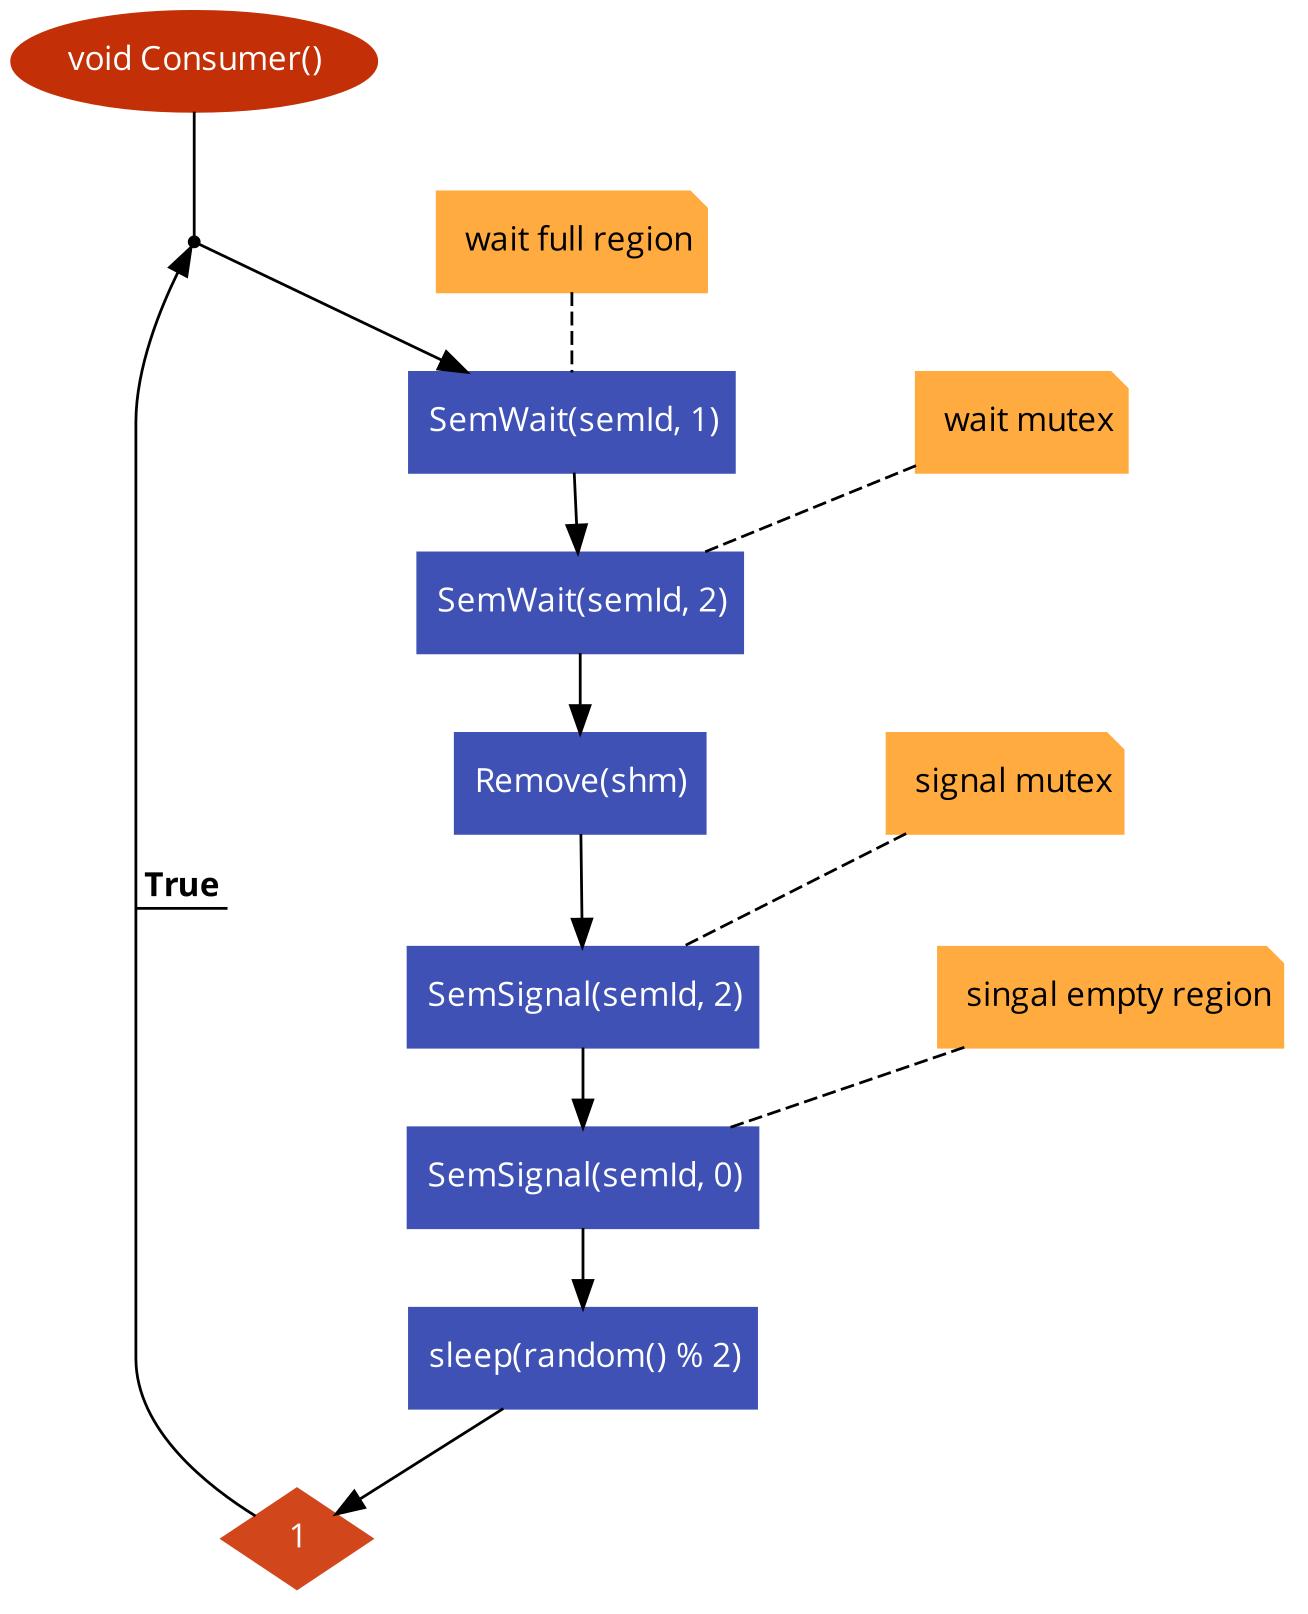 void Consumer()
wait full region
SemWait(semId, 1)
wait mutex
SemWait(semId, 2)
Remove(shm)
signal mutex
True
SemSignal(semId, 2)
singal empty region
SemSignal(semId, 0)
sleep(random() % 2)
1